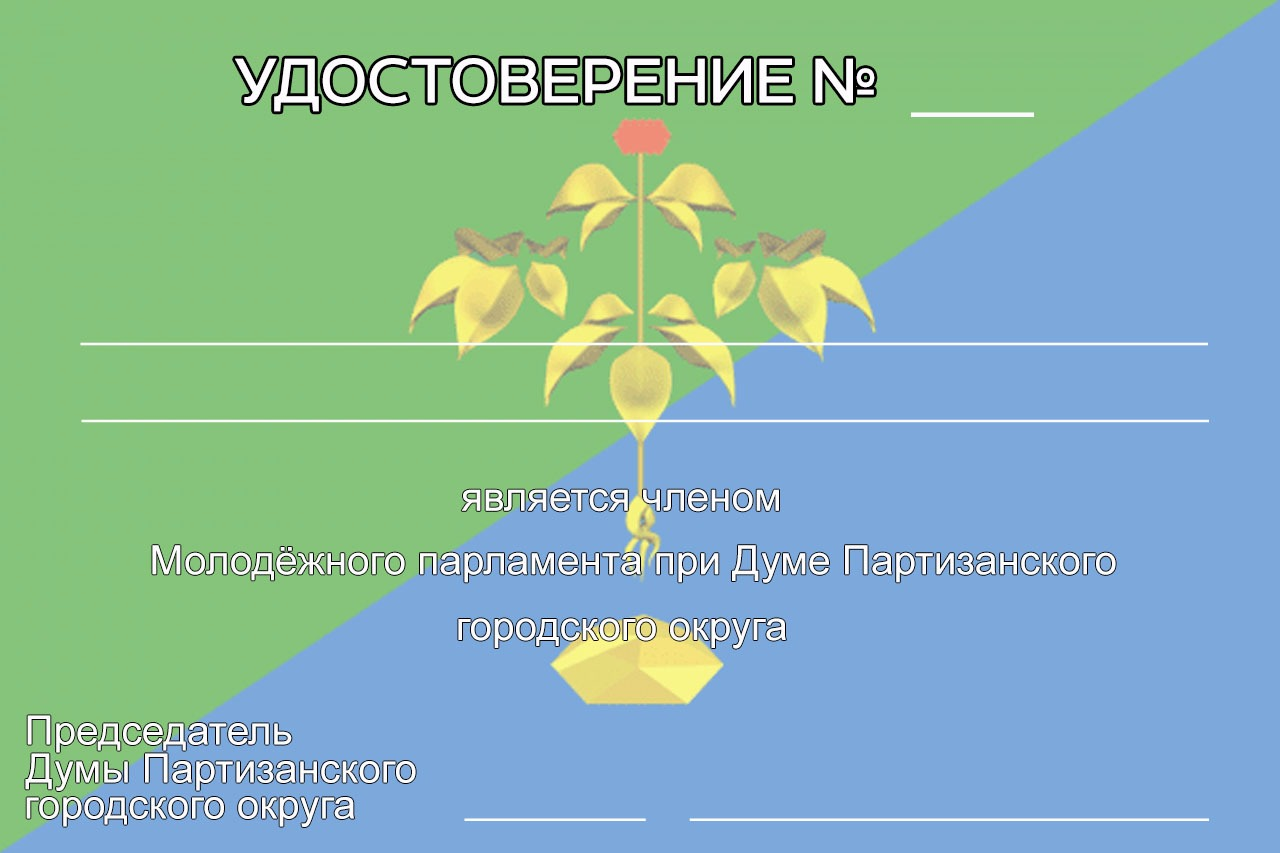 УДОСТОВЕРЕНИЕ №
является членом
Молодёжного парламента при Думе Партизанского
городского округа
Председатель
Думы Партизанского
городского округа